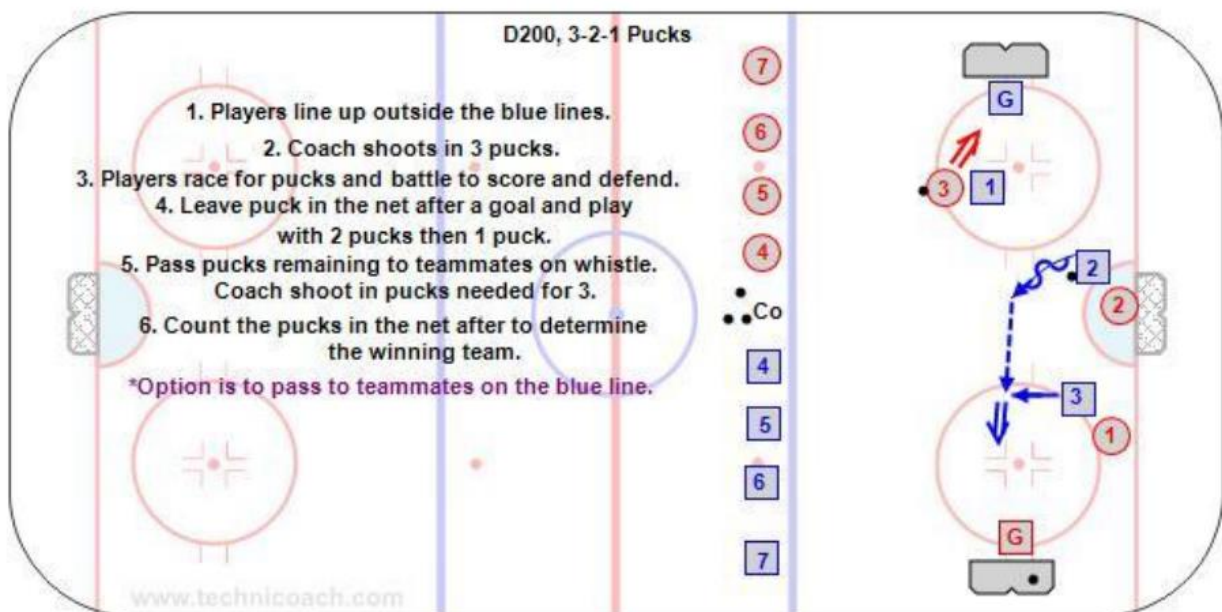 D200, 3-2-1 Pucks
1. Players line up outside the blue lines.
2. Coach shoots in 3 pucks.
3. Players race for pucks and battle to score and defend.
4. Leave puck in the net after a goal and play
with 2 pucks then 1 puck.
5. Pass pucks remaining to teammates on whistle.
Coach shoot in pucks needed for 3.
6. Count the pucks in the net after to determine
the winning team.
*Option is to pass to teammates on the blue line.
7
6
5
4
Co
4
5
6
7
G
3
1
2
2
3
1
G
www.technicoach.com